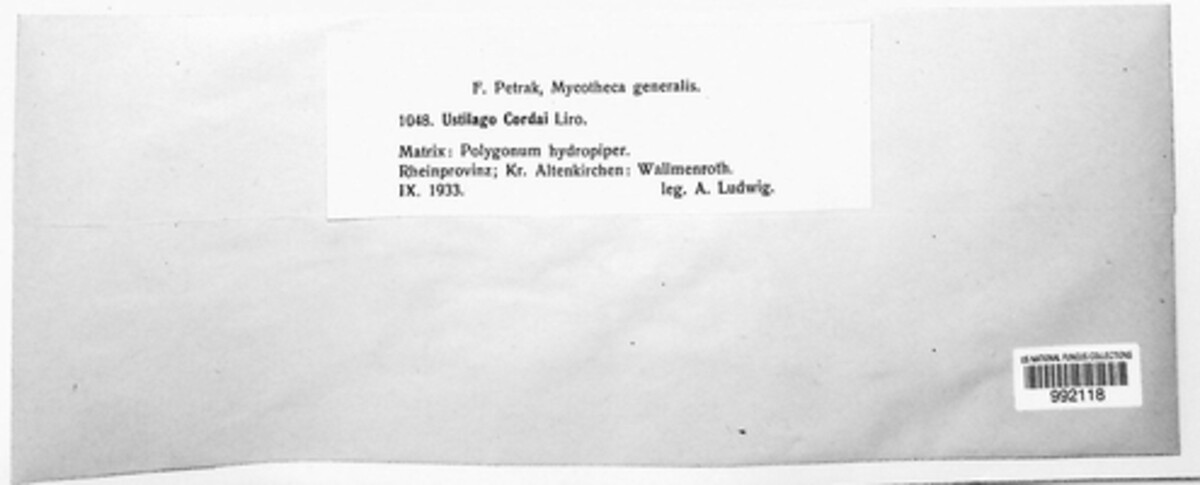 F. Petrak, Mycotheca generalis.
1048. Ustilago Cordai Liro.
Matrix: Polygonum hydropiper.
Rheinprovinz; Kr. Altenkirchen: Wallmenroth.
IX. 1933. leg. A. Ludwig.
US NATIONAL FUNGUS COLLECTIONS
992118